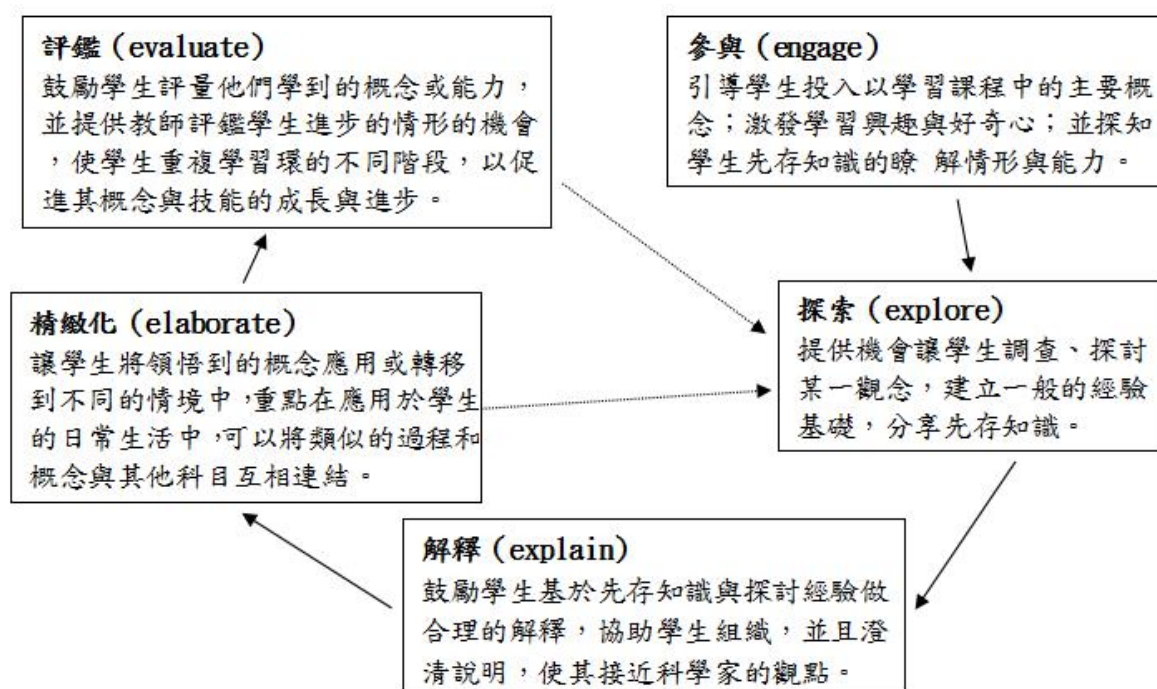 評鑑（evaluate）
鼓勵學生評量他們學到的概念或能力，
並提供教師評鑑學生進步的情形的機會
，使學生重複學習環的不同階段，以促
進其概念與技能的成長與進步。
參與（engage）
引導學生投入以學習課程中的主要概
念；激發學習興趣與好奇心；並探知
學生先存知識的瞭 解情形與能力。
精緻化（elaborate）
讓學生將領悟到的概念應用或轉移
到不同的情境中，重點在應用於學生
的日常生活中，可以將類似的過程和
概念與其他科目互相連結。
探索（explore）
提供機會讓學生調查、探討
某一觀念，建立一般的經驗
基礎，分享先存知識。
解釋（explain）
鼓勵學生基於先存知識與探討經驗做
合理的解釋，協助學生組織，並且澄
清說明，使其接近科學家的觀點。